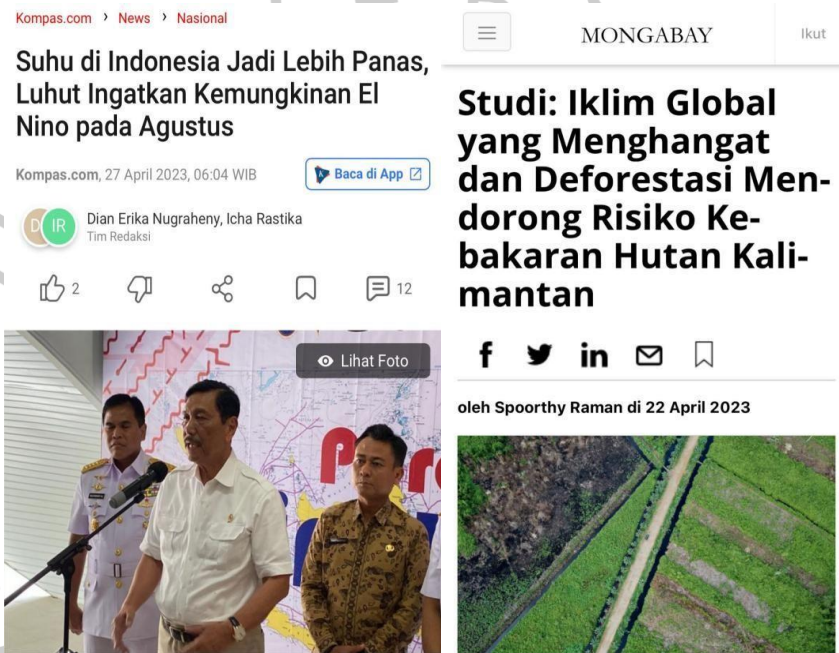 Kompas.com › News › Nasional
Suhu di Indonesia Jadi Lebih Panas,
Luhut Ingatkan Kemungkinan El
Nino pada Agustus
Kompas.com, 27 April 2023, 06:04 WIB
Baca di App
D IR
Dian Erika Nugraheny, Icha Rastika
Tim Redaksi
2
12
Lihat Foto
MONGABAY
Ikut
Studi: Iklim Global
yang Menghangat
dan Deforestasi Men-
dorong Risiko Ke-
bakaran Hutan Kali-
mantan
oleh Spoorthy Raman di 22 April 2023